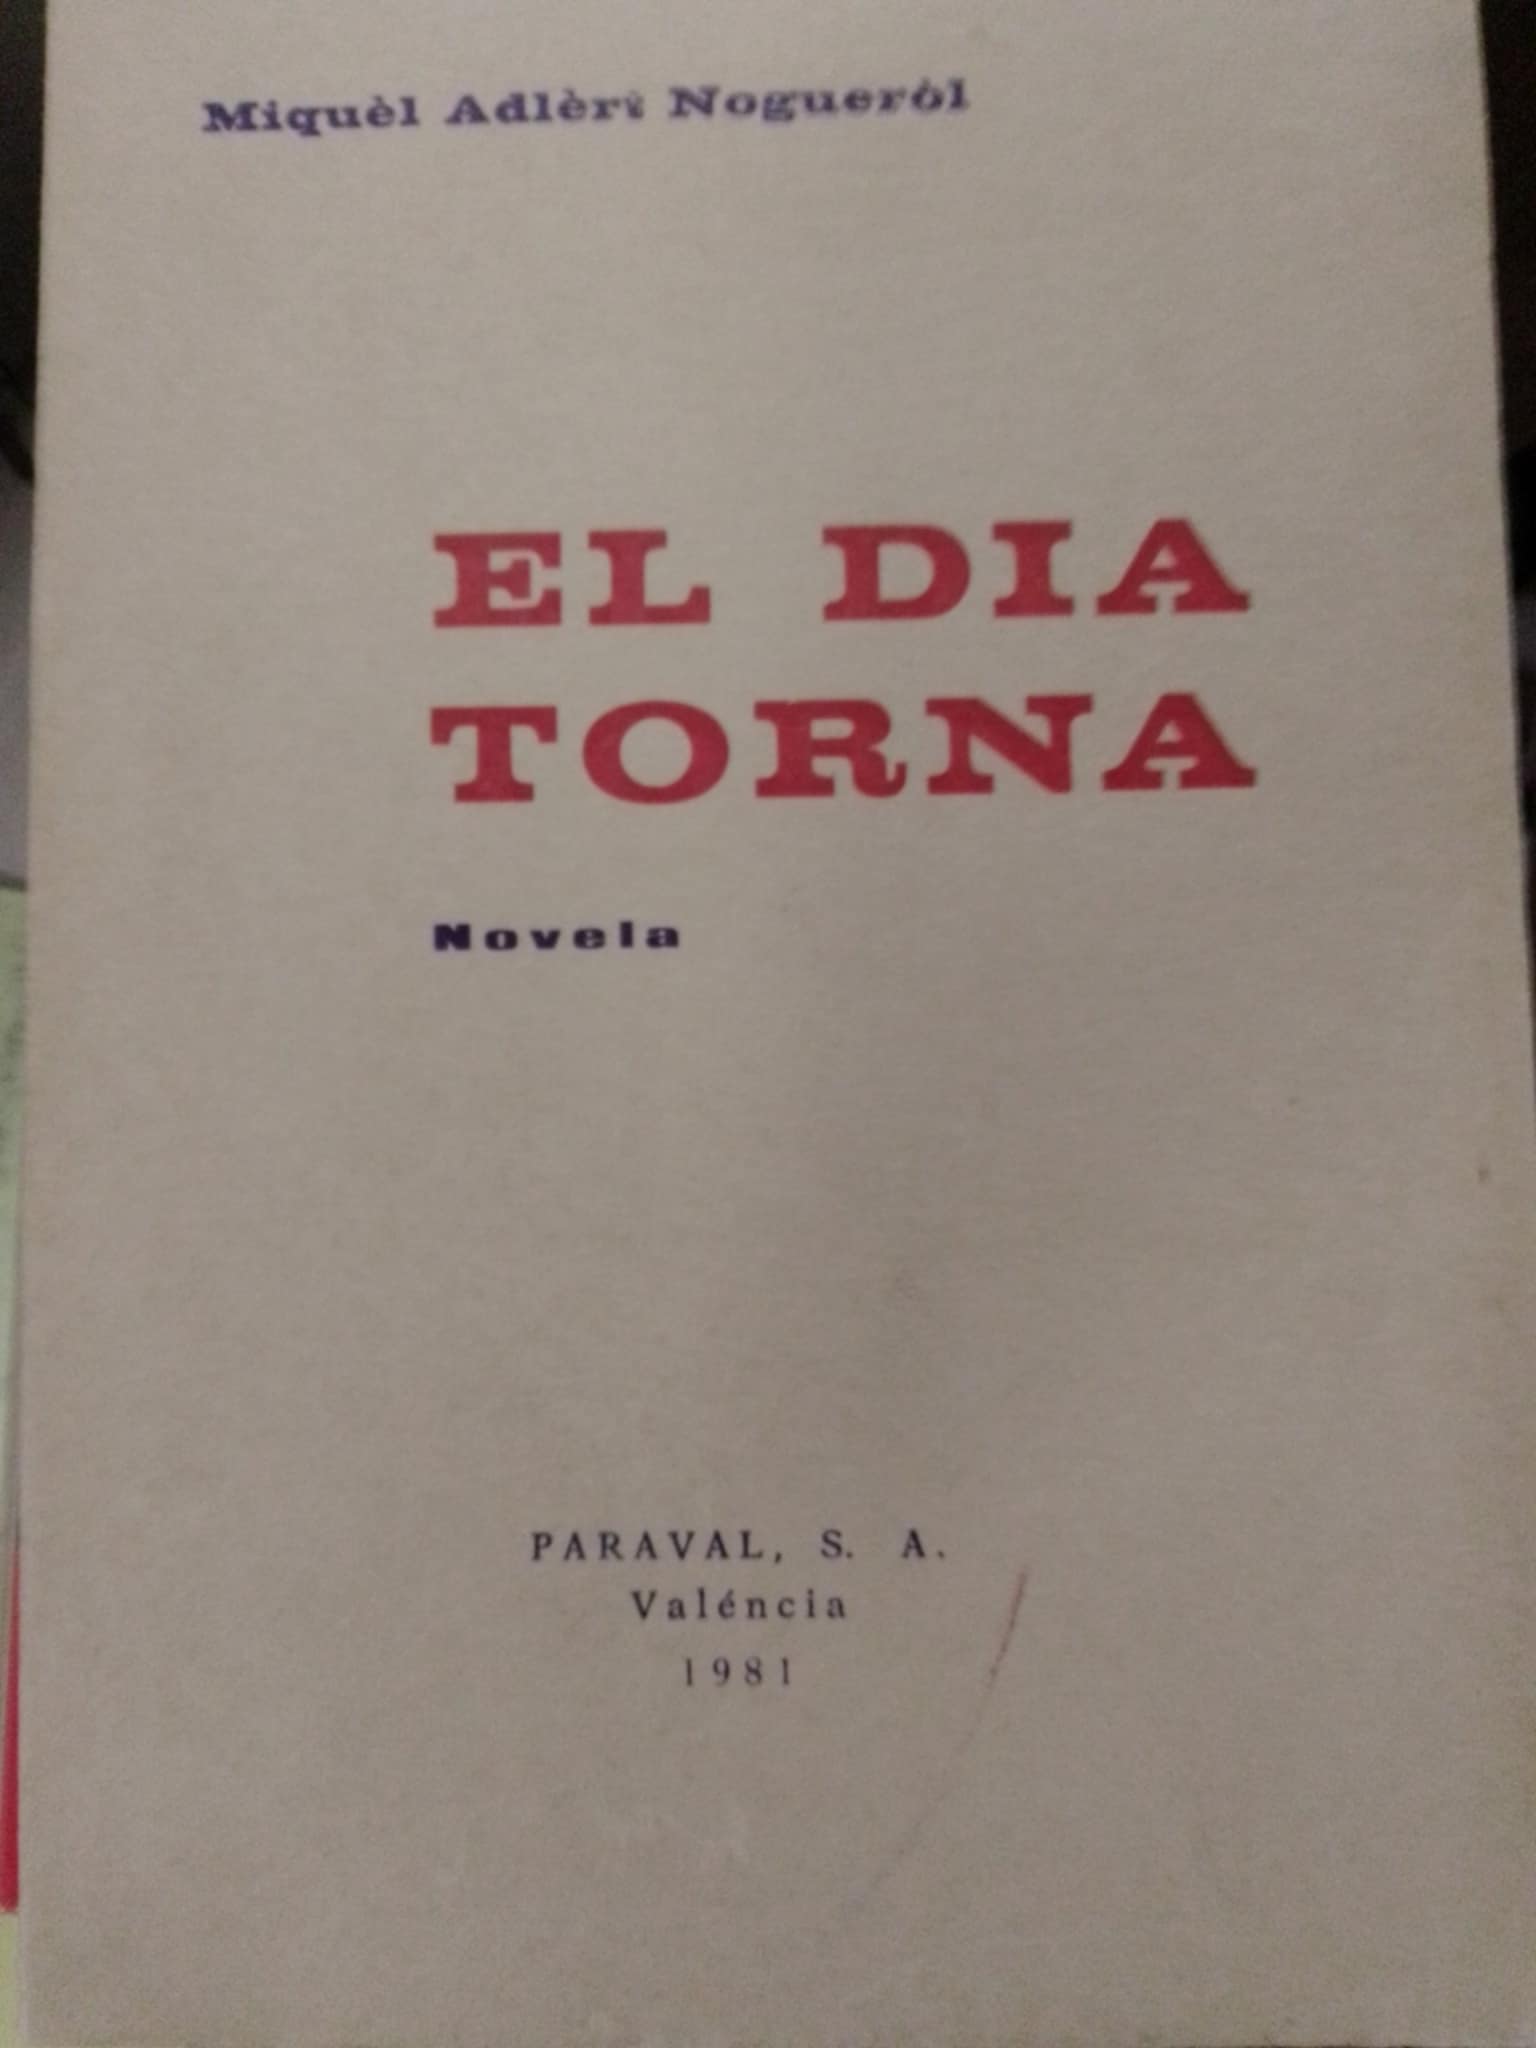 Miquèl Adlèrt Nogueròl
EL DIA
TORNA
Novela
PARAVAL, S. A.
Valéncia
1981